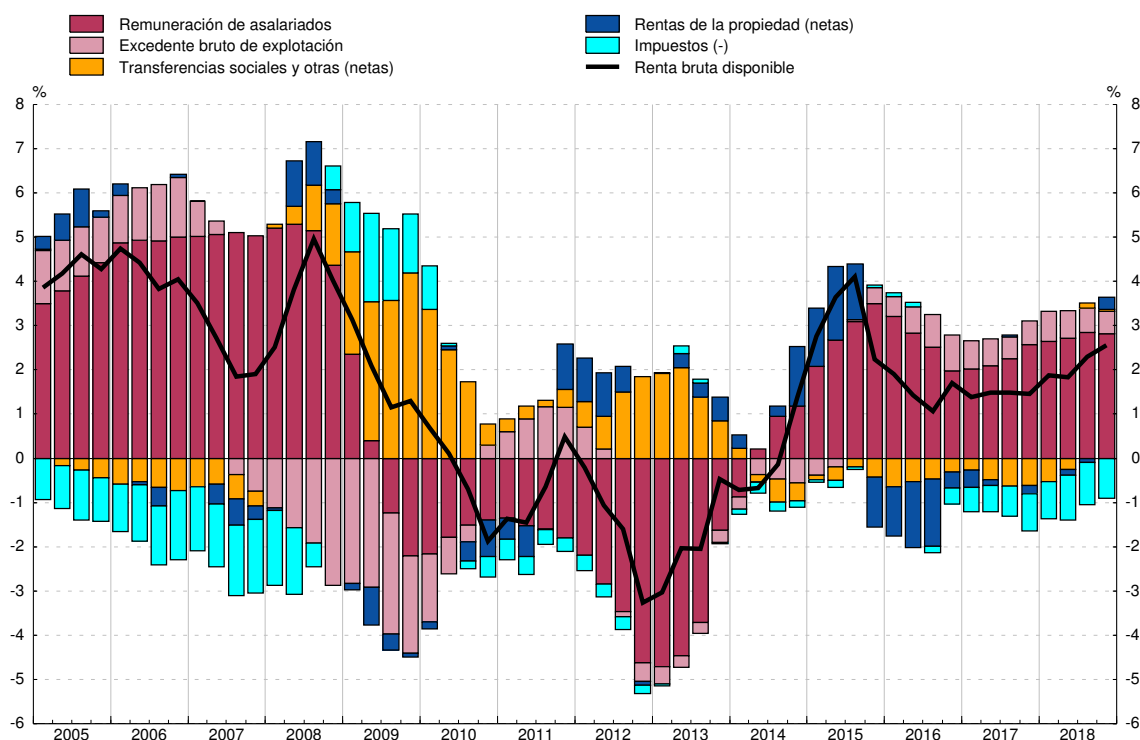 Remuneración de asalariados
Excedente bruto de explotación
Transferencias sociales y otras (netas)
Rentas de la propiedad (netas)
Impuestos (-)
Renta bruta disponible
% %
8 8
7 7
6 6
5 5
4 4
3 3
2 2
1 1
0 0
-1 -1
-2 -2
-3 -3
-4 -4
-5 -5
-6 -6
2005 2006 2007 2008 2009 2010 2011 2012 2013 2014 2015 2016 2017 2018